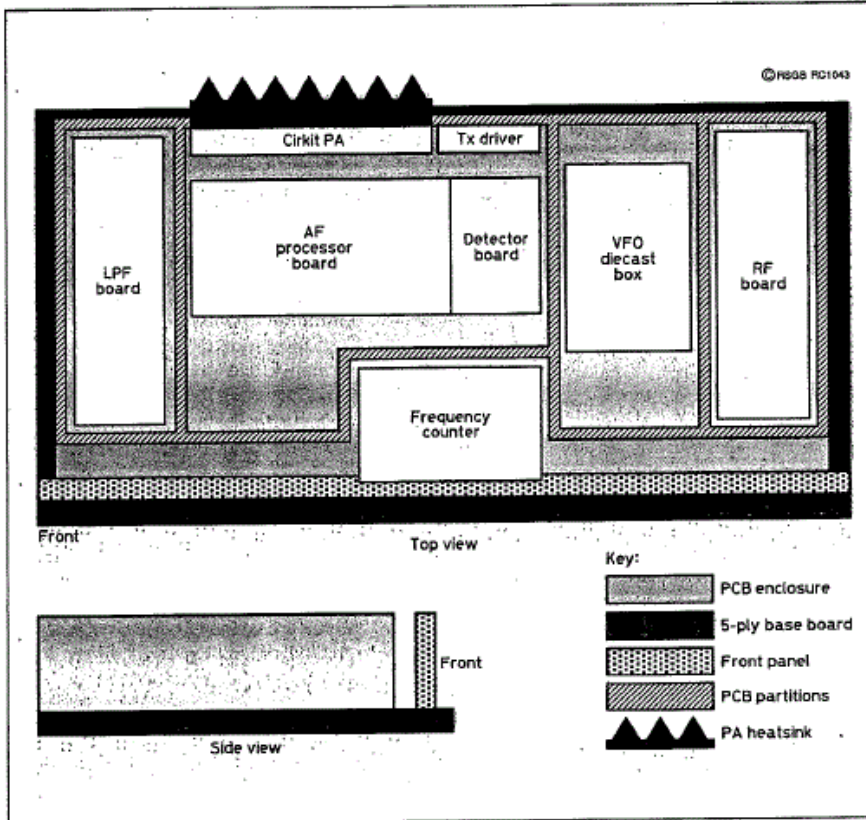 ©RSGB RC1043
Cirkit PA
Tx driver
LPF
board
AF
processor
board
Detector
board
VFO
diecast
box
RF
board
Frequency
counter
Front
Top view
Key:
PCB enclosure
5-ply base board
Front panel
PCB partitions
PA heatsink
Front
Side view